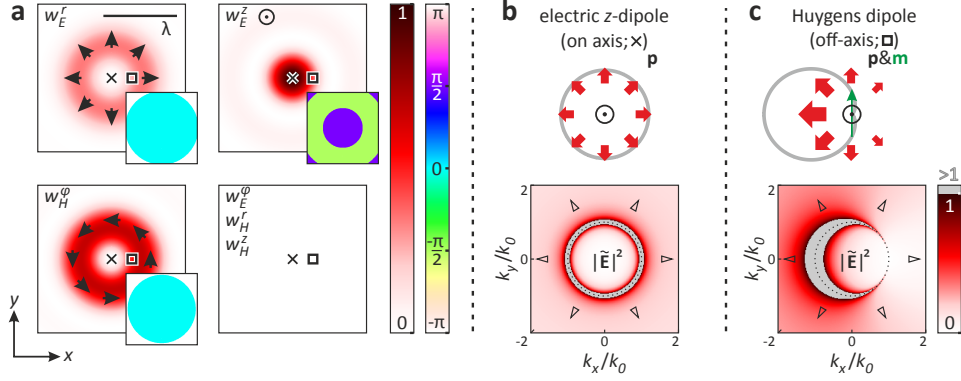 a
w_E^r
λ
w_E^z
w_H^φ
w_E^φ
w_H^r
w_H^z
y
x
1
0
π
π/2
0
-π/2
-π
b
electric z-dipole
(on axis;×)
p
|Ẽ|²
k_y/k_0
2
0
-2
0
2
k_x/k_0
c
Huygens dipole
(off-axis;□)
p&m
|Ẽ|²
k_y/k_0
2
0
-2
0
2
k_x/k_0
>1
1
0